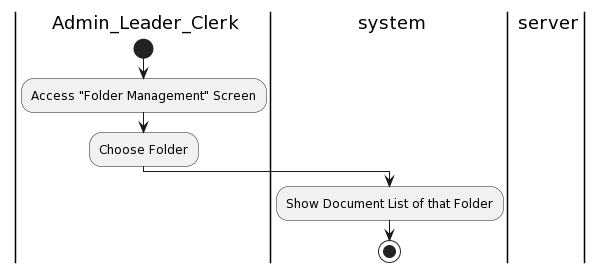 Admin_Leader_Clerk
system
server
Access "Folder Management" Screen
Choose Folder
Show Document List of that Folder